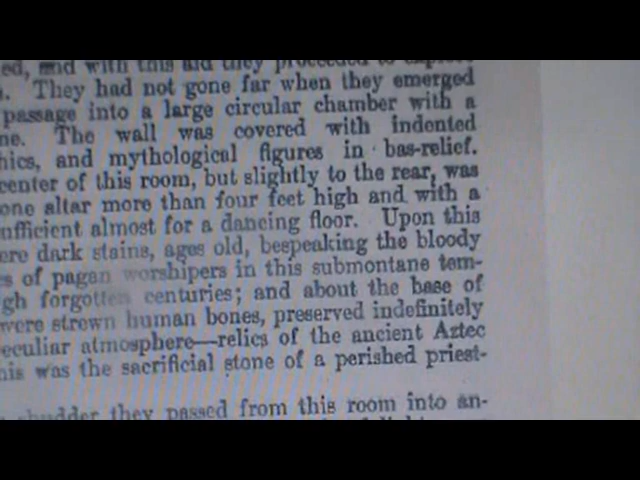 ed, and with this aid they proceeded to
. They had not gone far when they emerged
passage into a large circular chamber with a
ne. The wall was covered with indented
hics, and mythological figures in bas-relief.
center of this room, but slightly to the rear, was
one altar more than four feet high and with a
ufficient almost for a dancing floor. Upon this
ere dark stains, ages old, bespeaking the bloody
s of pagan worshipers in this submontane tem-
gh forgotten centuries; and about the base of
were strewn human bones, preserved indefinitely
eculiar atmosphere—relics of the ancient Aztec
his was the sacrificial stone of a perished priest-
shudder they passed from this room into an-